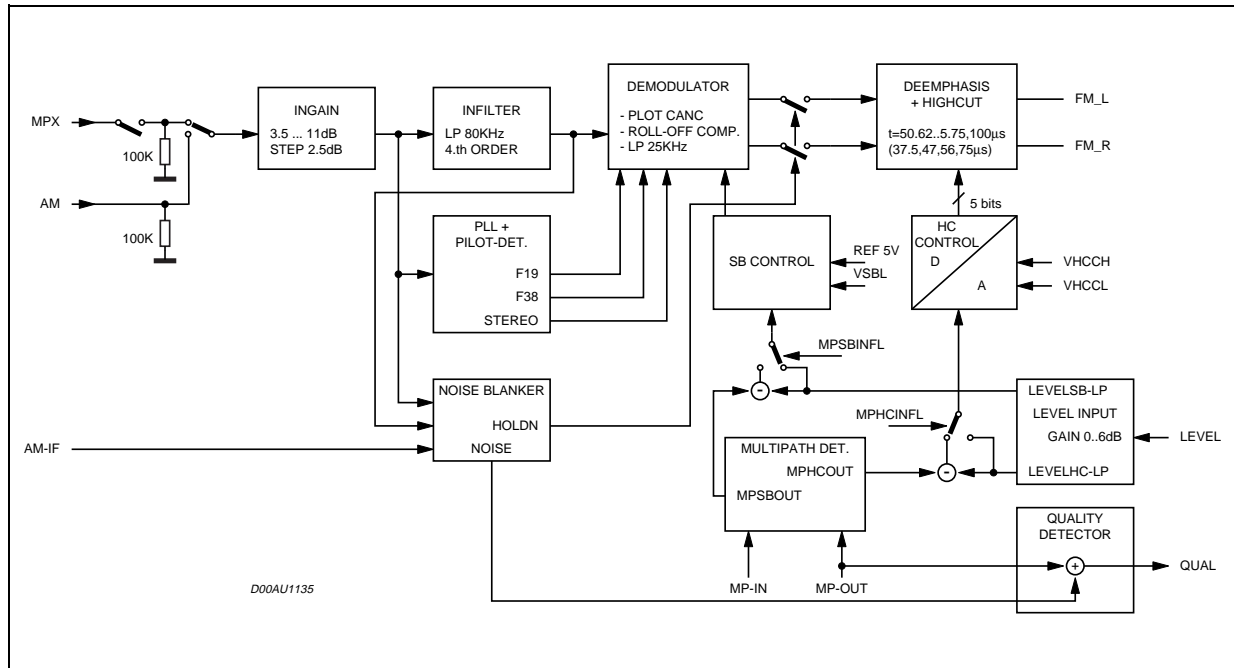 MPX
100K
AM
100K
INGAIN
3.5 ... 11dB
STEP 2.5dB
INFILTER
LP 80KHz
4.th ORDER
DEMODULATOR
- PLOT CANC
- ROLL-OFF COMP.
- LP 25KHz
DEEMPHASIS
+ HIGHCUT
t=50.62..5.75,100µs
(37.5,47,56,75µs)
FM_L
FM_R
PLL +
PILOT-DET.
F19
F38
STEREO
SB CONTROL
REF 5V
VSBL
5 bits
HC
CONTROL
D
A
VHCCH
VHCCL
MPSBINFL
NOISE BLANKER
HOLDN
NOISE
AM-IF
MPHCINFL
LEVELSB-LP
LEVEL INPUT
GAIN 0..6dB
LEVELHC-LP
LEVEL
MULTIPATH DET.
MPHCOUT
MPSBOUT
-
-
QUALITY
DETECTOR
+
QUAL
MP-IN
MP-OUT
D00AU1135